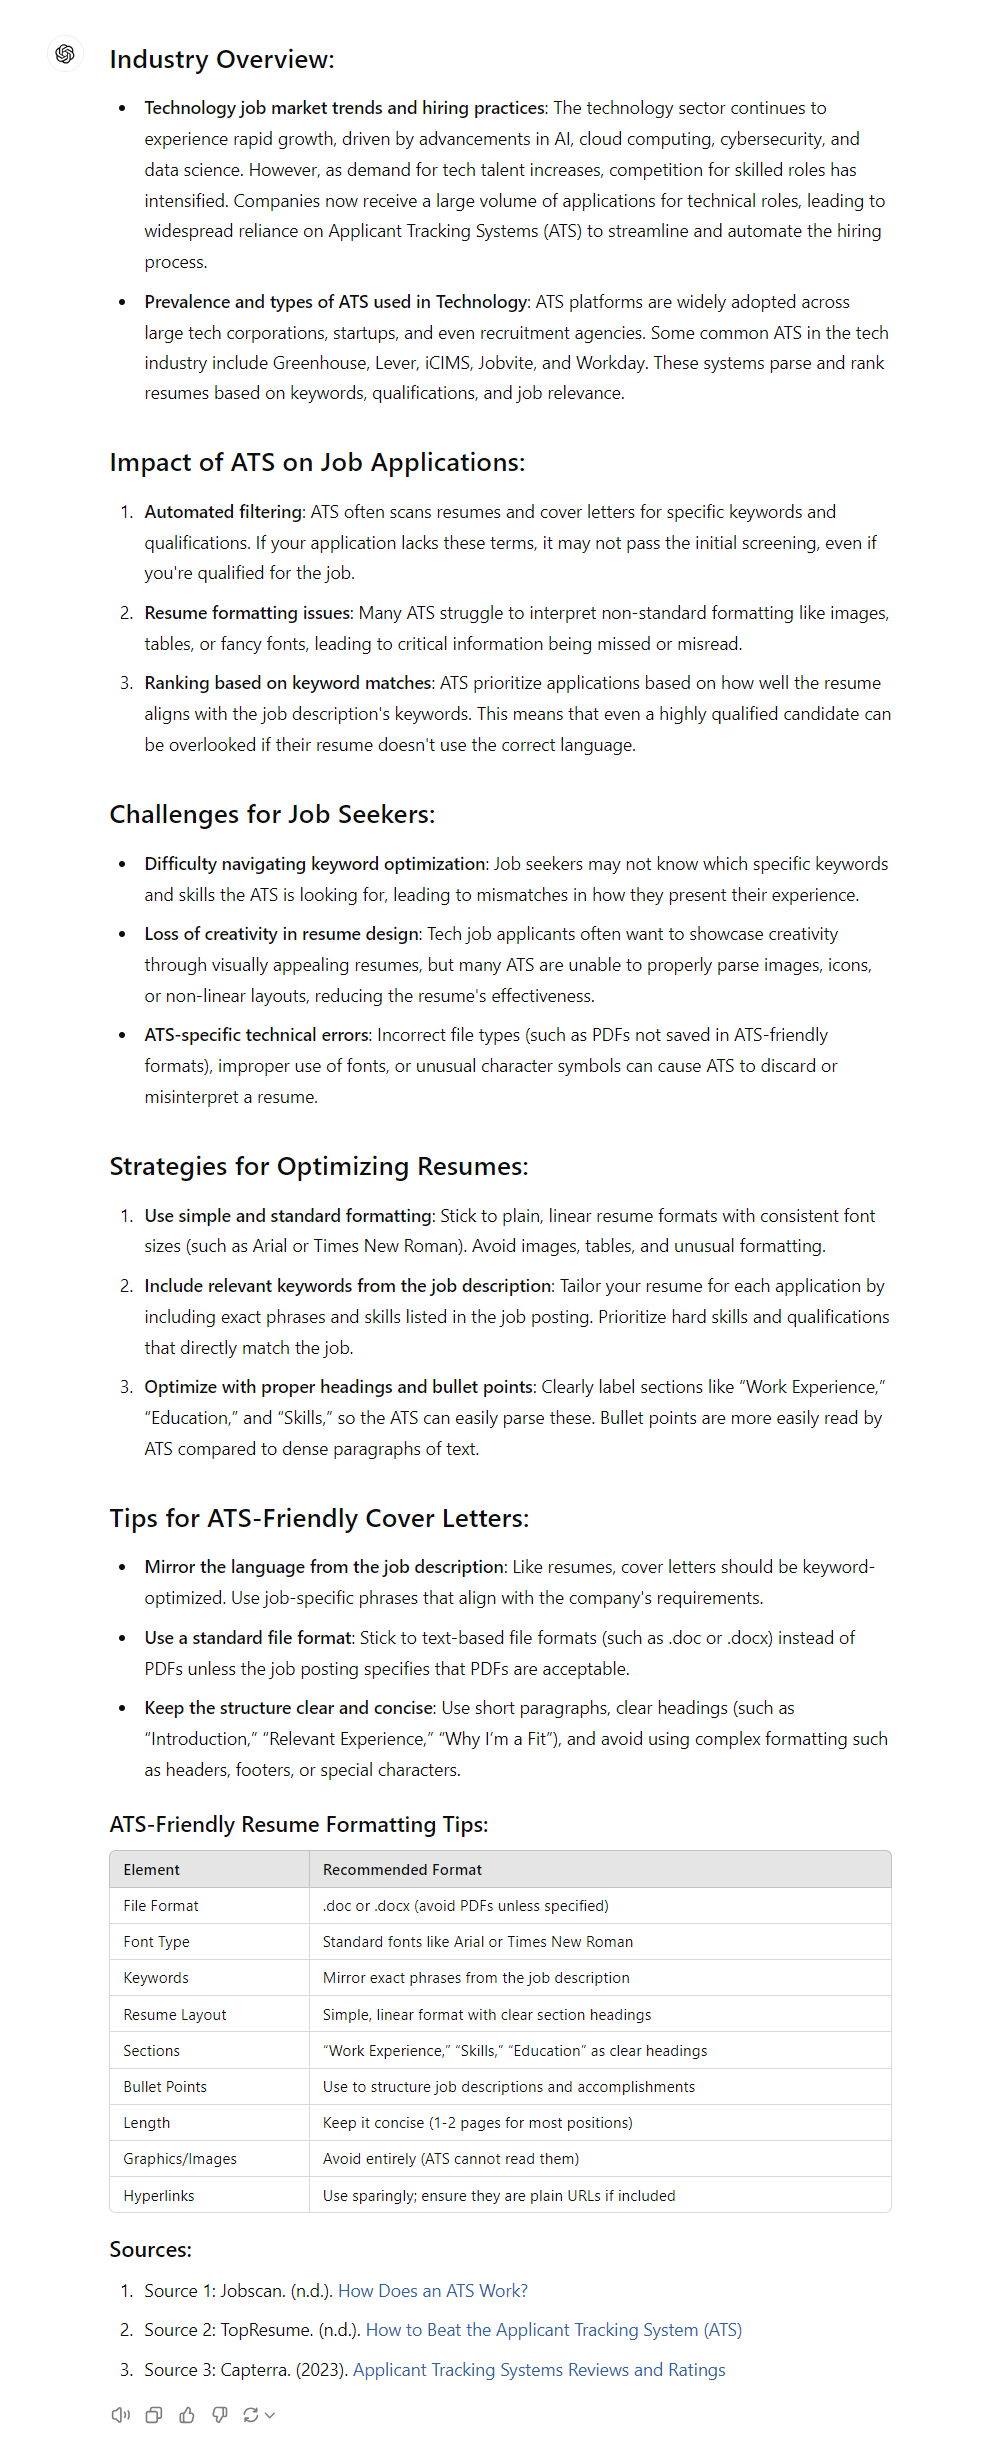 Industry Overview:
• Technology job market trends and hiring practices: The technology sector continues to
experience rapid growth, driven by advancements in AI, cloud computing, cybersecurity, and
data science. However, as demand for tech talent increases, competition for skilled roles has
intensified. Companies now receive a large volume of applications for technical roles, leading to
widespread reliance on Applicant Tracking Systems (ATS) to streamline and automate the hiring
process.
• Prevalence and types of ATS used in Technology: ATS platforms are widely adopted across
large tech corporations, startups, and even recruitment agencies. Some common ATS in the tech
industry include Greenhouse, Lever, iCIMS, Jobvite, and Workday. These systems parse and rank
resumes based on keywords, qualifications, and job relevance.
Impact of ATS on Job Applications:
1. Automated filtering: ATS often scans resumes and cover letters for specific keywords and
qualifications. If your application lacks these terms, it may not pass the initial screening, even if
you're qualified for the job.
2. Resume formatting issues: Many ATS struggle to interpret non-standard formatting like images,
tables, or fancy fonts, leading to critical information being missed or misread.
3. Ranking based on keyword matches: ATS prioritize applications based on how well the resume
aligns with the job description's keywords. This means that even a highly qualified candidate can
be overlooked if their resume doesn't use the correct language.
Challenges for Job Seekers:
• Difficulty navigating keyword optimization: Job seekers may not know which specific keywords
and skills the ATS is looking for, leading to mismatches in how they present their experience.
• Loss of creativity in resume design: Tech job applicants often want to showcase creativity
through visually appealing resumes, but many ATS are unable to properly parse images, icons,
or non-linear layouts, reducing the resume's effectiveness.
• ATS-specific technical errors: Incorrect file types (such as PDFs not saved in ATS-friendly
formats), improper use of fonts, or unusual character symbols can cause ATS to discard or
misinterpret a resume.
Strategies for Optimizing Resumes:
1. Use simple and standard formatting: Stick to plain, linear resume formats with consistent font
sizes (such as Arial or Times New Roman). Avoid images, tables, and unusual formatting.
2. Include relevant keywords from the job description: Tailor your resume for each application by
including exact phrases and skills listed in the job posting. Prioritize hard skills and qualifications
that directly match the job.
3. Optimize with proper headings and bullet points: Clearly label sections like “Work Experience,”
“Education,” and “Skills,” so the ATS can easily parse these. Bullet points are more easily read by
ATS compared to dense paragraphs of text.
Tips for ATS-Friendly Cover Letters:
• Mirror the language from the job description: Like resumes, cover letters should be keyword-
optimized. Use job-specific phrases that align with the company's requirements.
• Use a standard file format: Stick to text-based file formats (such as .doc or .docx) instead of
PDFs unless the job posting specifies that PDFs are acceptable.
• Keep the structure clear and concise: Use short paragraphs, clear headings (such as
“Introduction,” “Relevant Experience,” “Why I’m a Fit”), and avoid using complex formatting such
as headers, footers, or special characters.
ATS-Friendly Resume Formatting Tips:
Element Recommended Format
File Format .doc or .docx (avoid PDFs unless specified)
Font Type Standard fonts like Arial or Times New Roman
Keywords Mirror exact phrases from the job description
Resume Layout Simple, linear format with clear section headings
Sections “Work Experience,” “Skills,” “Education” as clear headings
Bullet Points Use to structure job descriptions and accomplishments
Length Keep it concise (1-2 pages for most positions)
Graphics/Images Avoid entirely (ATS cannot read them)
Hyperlinks Use sparingly; ensure they are plain URLs if included
Sources:
1. Source 1: Jobscan. (n.d.). How Does an ATS Work?
2. Source 2: TopResume. (n.d.). How to Beat the Applicant Tracking System (ATS)
3. Source 3: Capterra. (2023). Applicant Tracking Systems Reviews and Ratings